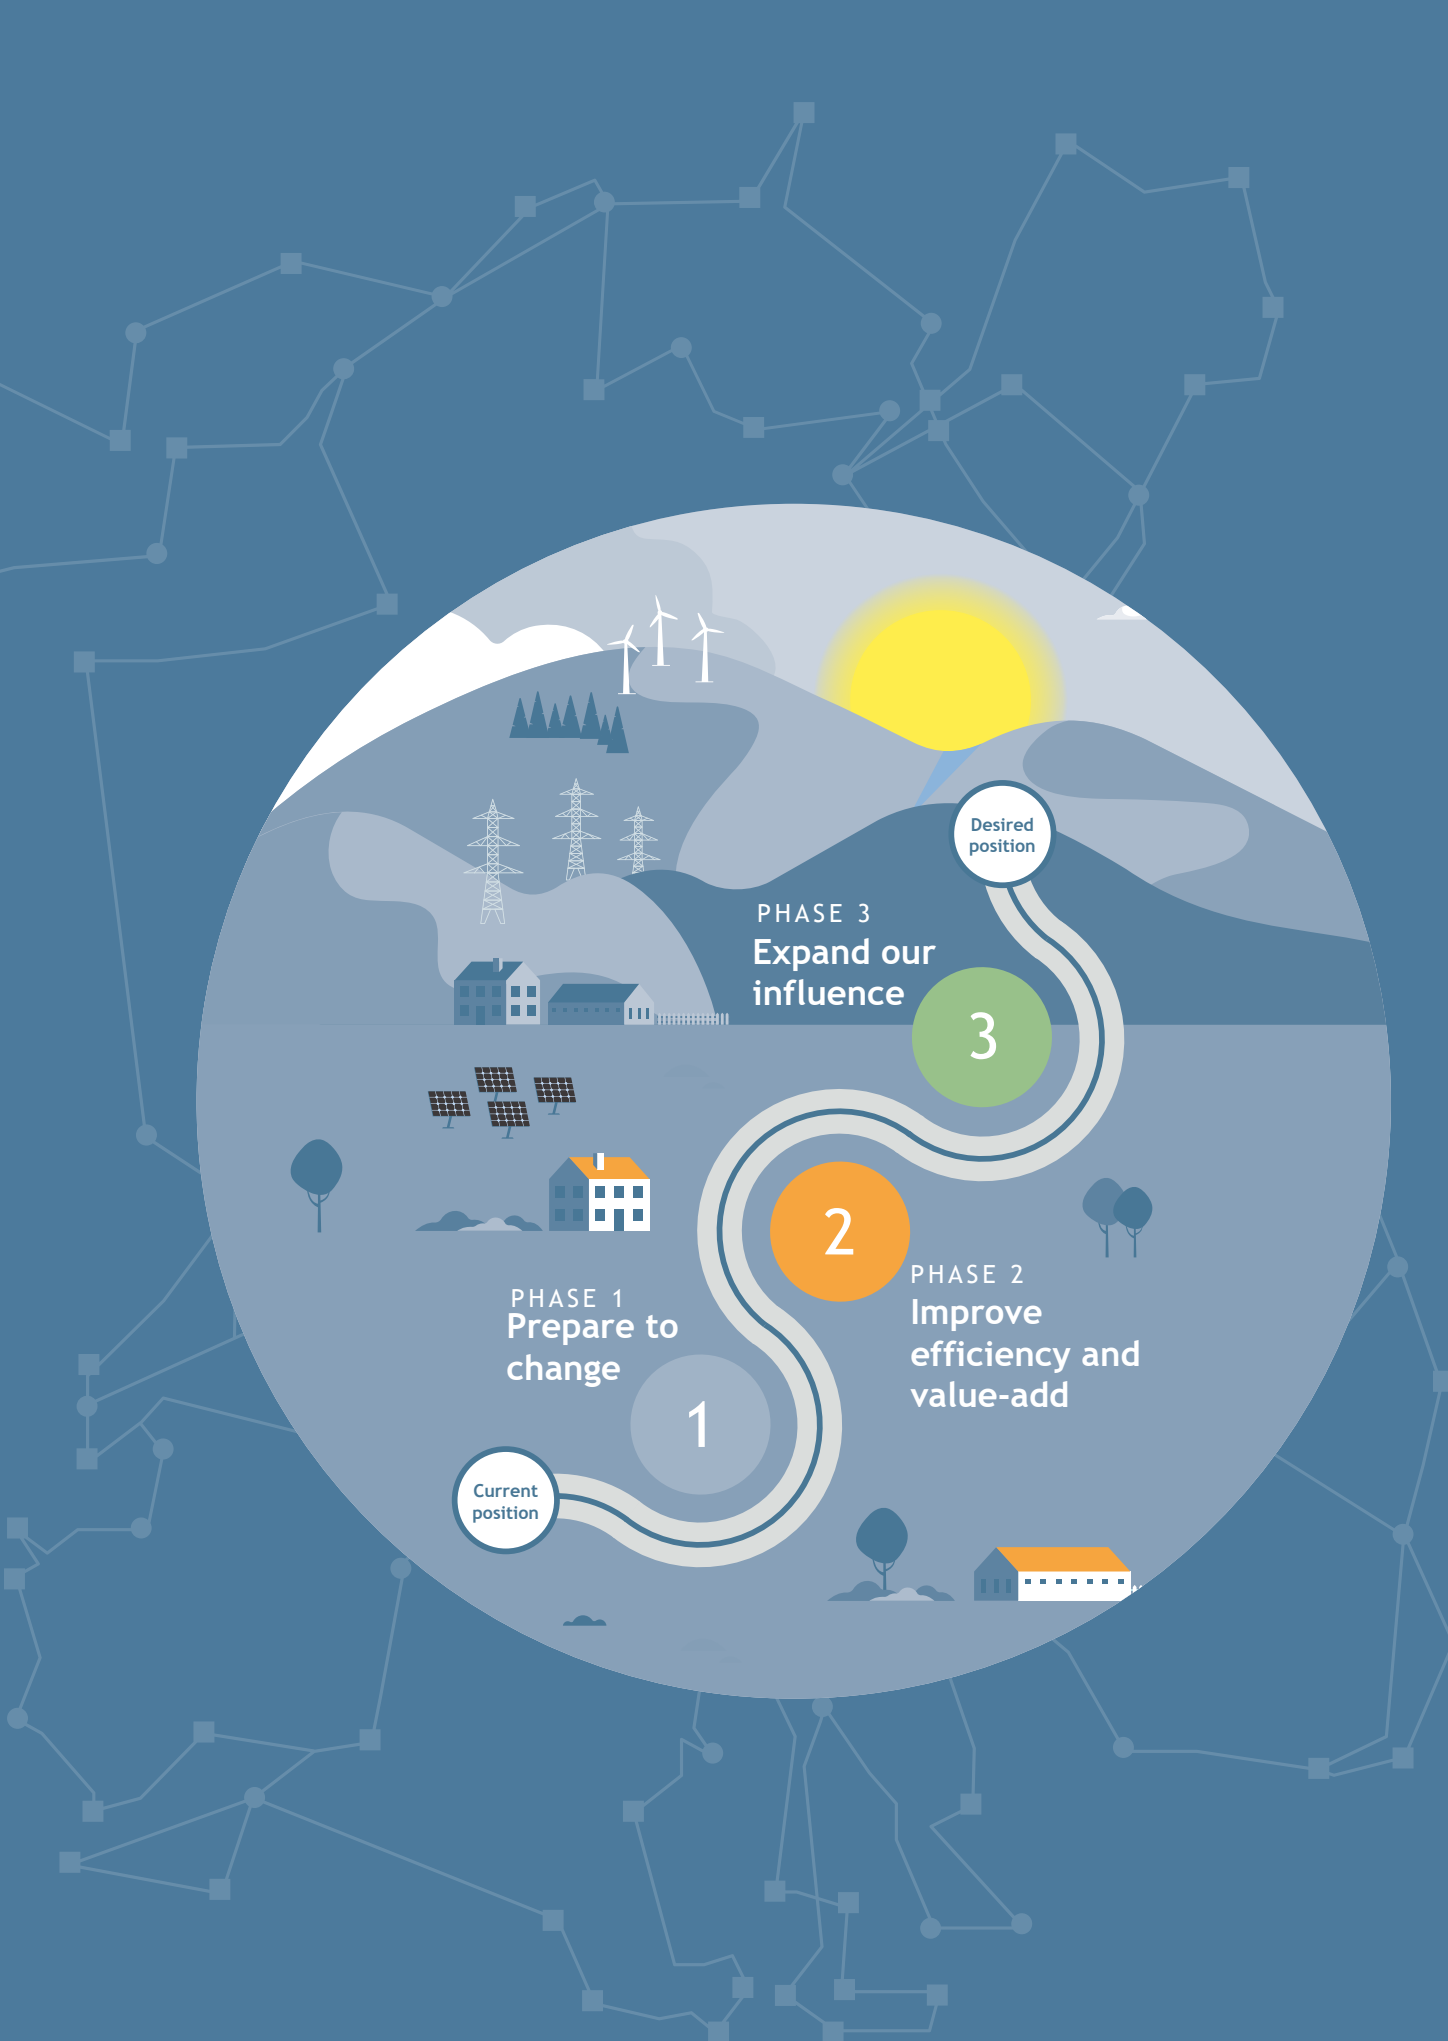 Desired
position
PHASE 3
Expand our
influence
3
2
PHASE 2
Improve
efficiency and
value-add
PHASE 1
Prepare to
change
1
Current
position